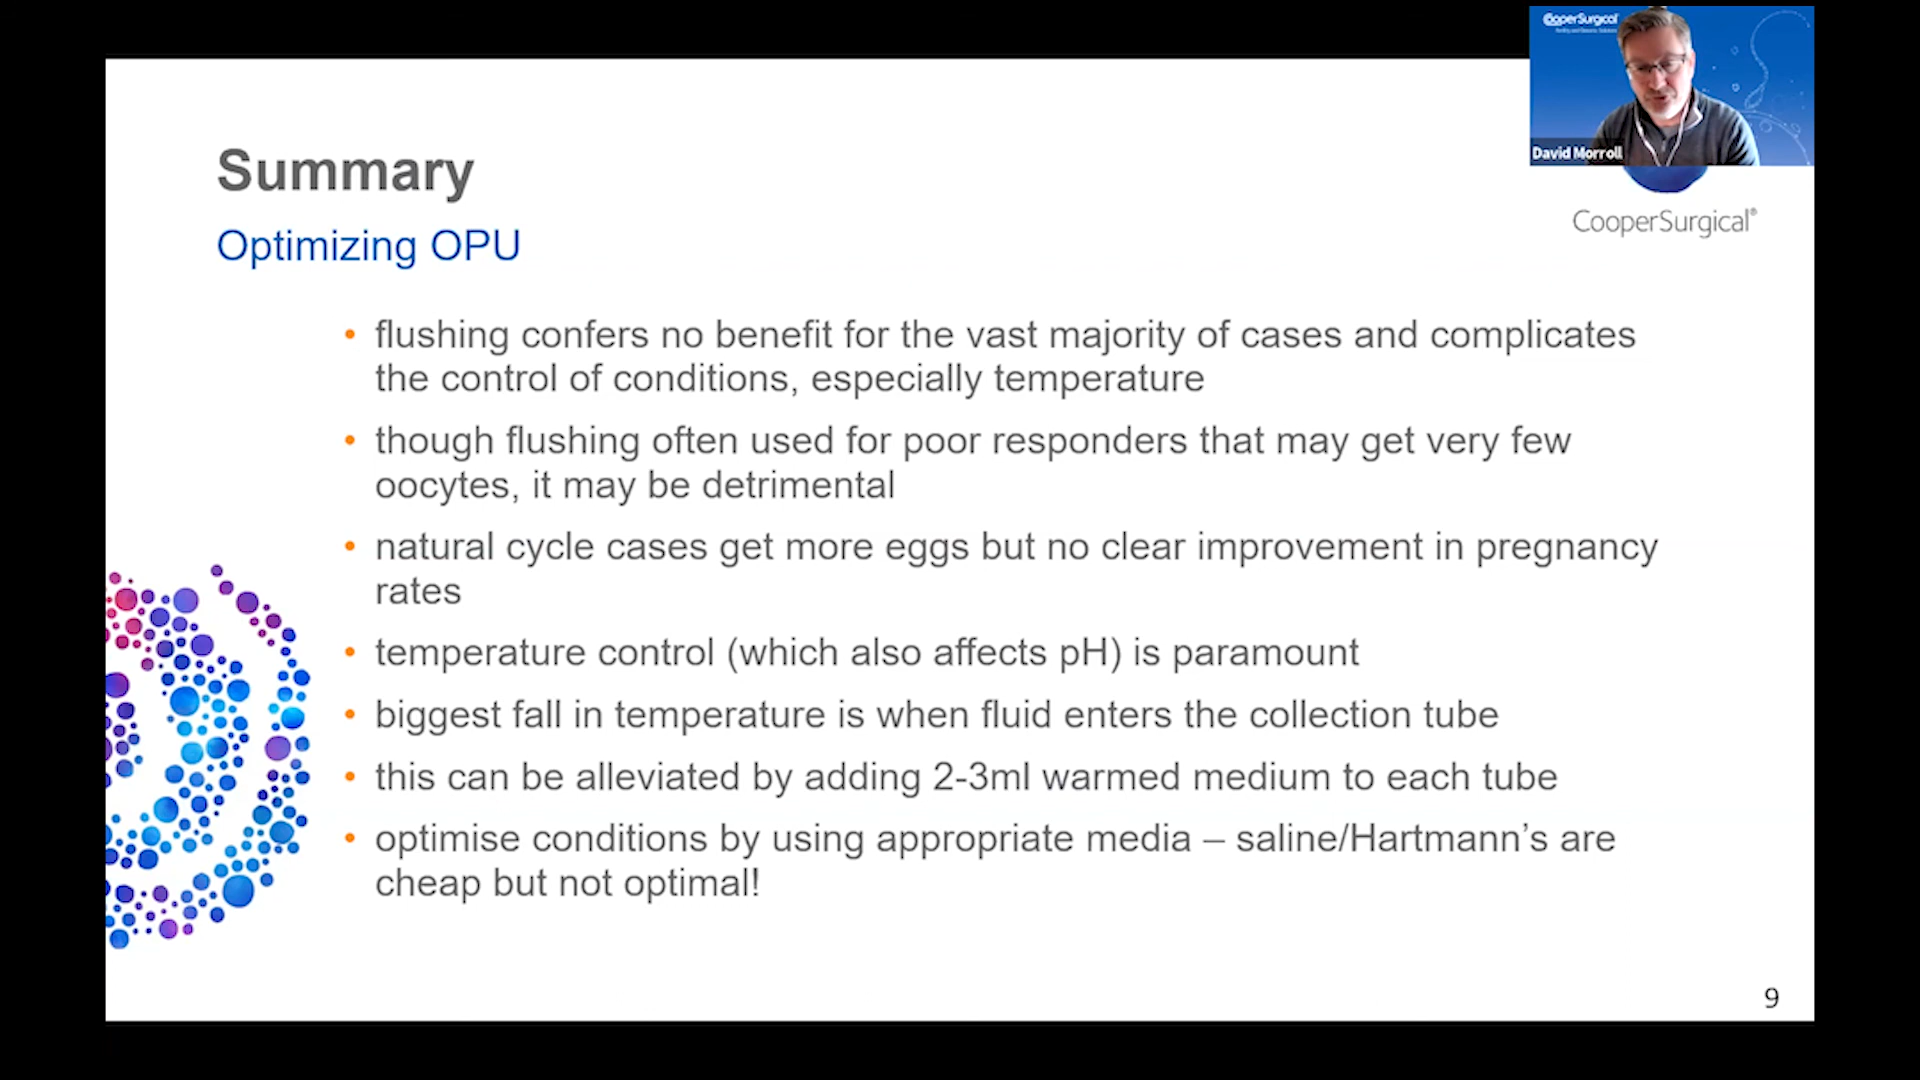 CooperSurgical
David Morroll
CooperSurgical®
Summary
Optimizing OPU
• flushing confers no benefit for the vast majority of cases and complicates
the control of conditions, especially temperature
• though flushing often used for poor responders that may get very few
oocytes, it may be detrimental
• natural cycle cases get more eggs but no clear improvement in pregnancy
rates
• temperature control (which also affects pH) is paramount
• biggest fall in temperature is when fluid enters the collection tube
• this can be alleviated by adding 2-3ml warmed medium to each tube
• optimise conditions by using appropriate media – saline/Hartmann’s are
cheap but not optimal!
9